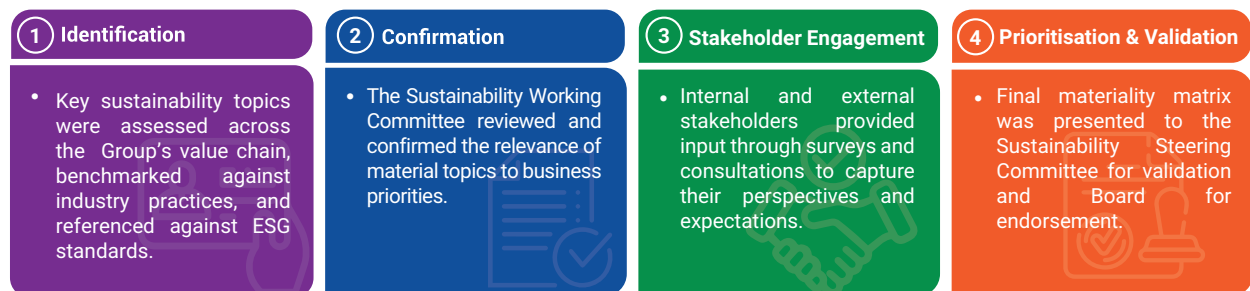 1 Identification
• Key sustainability topics
were assessed across
the Group's value chain,
benchmarked against
industry practices, and
referenced against ESG
standards.
2 Confirmation
• The Sustainability Working
Committee reviewed and
confirmed the relevance of
material topics to business
priorities.
3 Stakeholder Engagement
• Internal and external
stakeholders provided
input through surveys and
consultations to capture
their perspectives and
expectations.
4 Prioritisation & Validation
• Final materiality matrix
was presented to the
Sustainability Steering
Committee for validation
and Board for
endorsement.